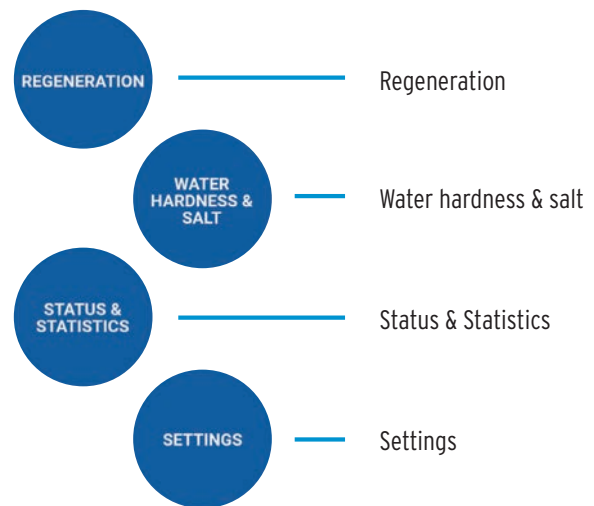 REGENERATION
Regeneration
WATER
HARDNESS &
SALT
Water hardness & salt
STATUS &
STATISTICS
Status & Statistics
SETTINGS
Settings